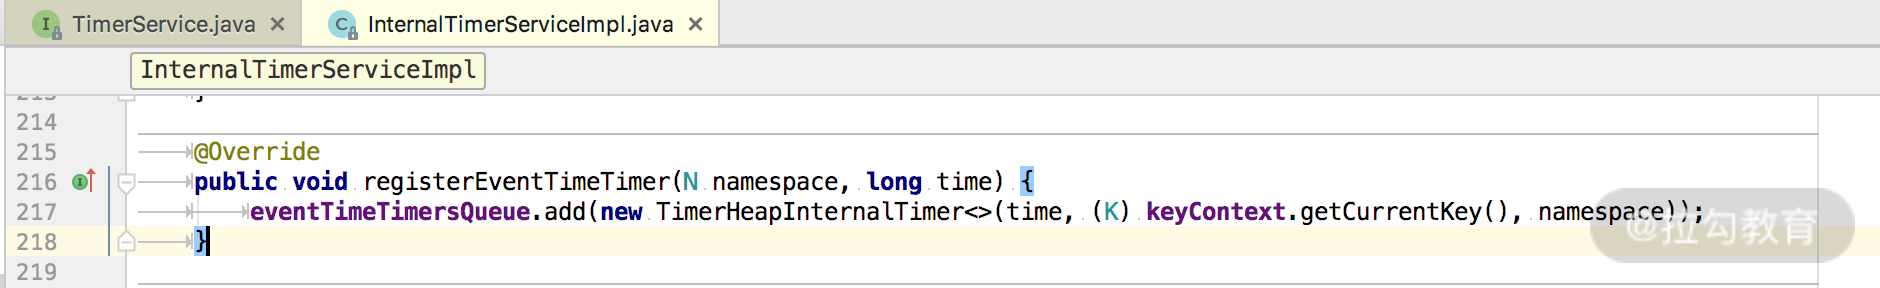 TimerService.java
InternalTimerServiceImpl.java
InternalTimerServiceImpl
214
215 @Override
216 public void registerEventTimeTimer(N namespace, long time) {
217 eventTimeTimersQueue.add(new TimerHeapInternalTimer<>(time, (K) keyContext.getCurrentKey(), namespace));
218 }
219
@拉勾教育